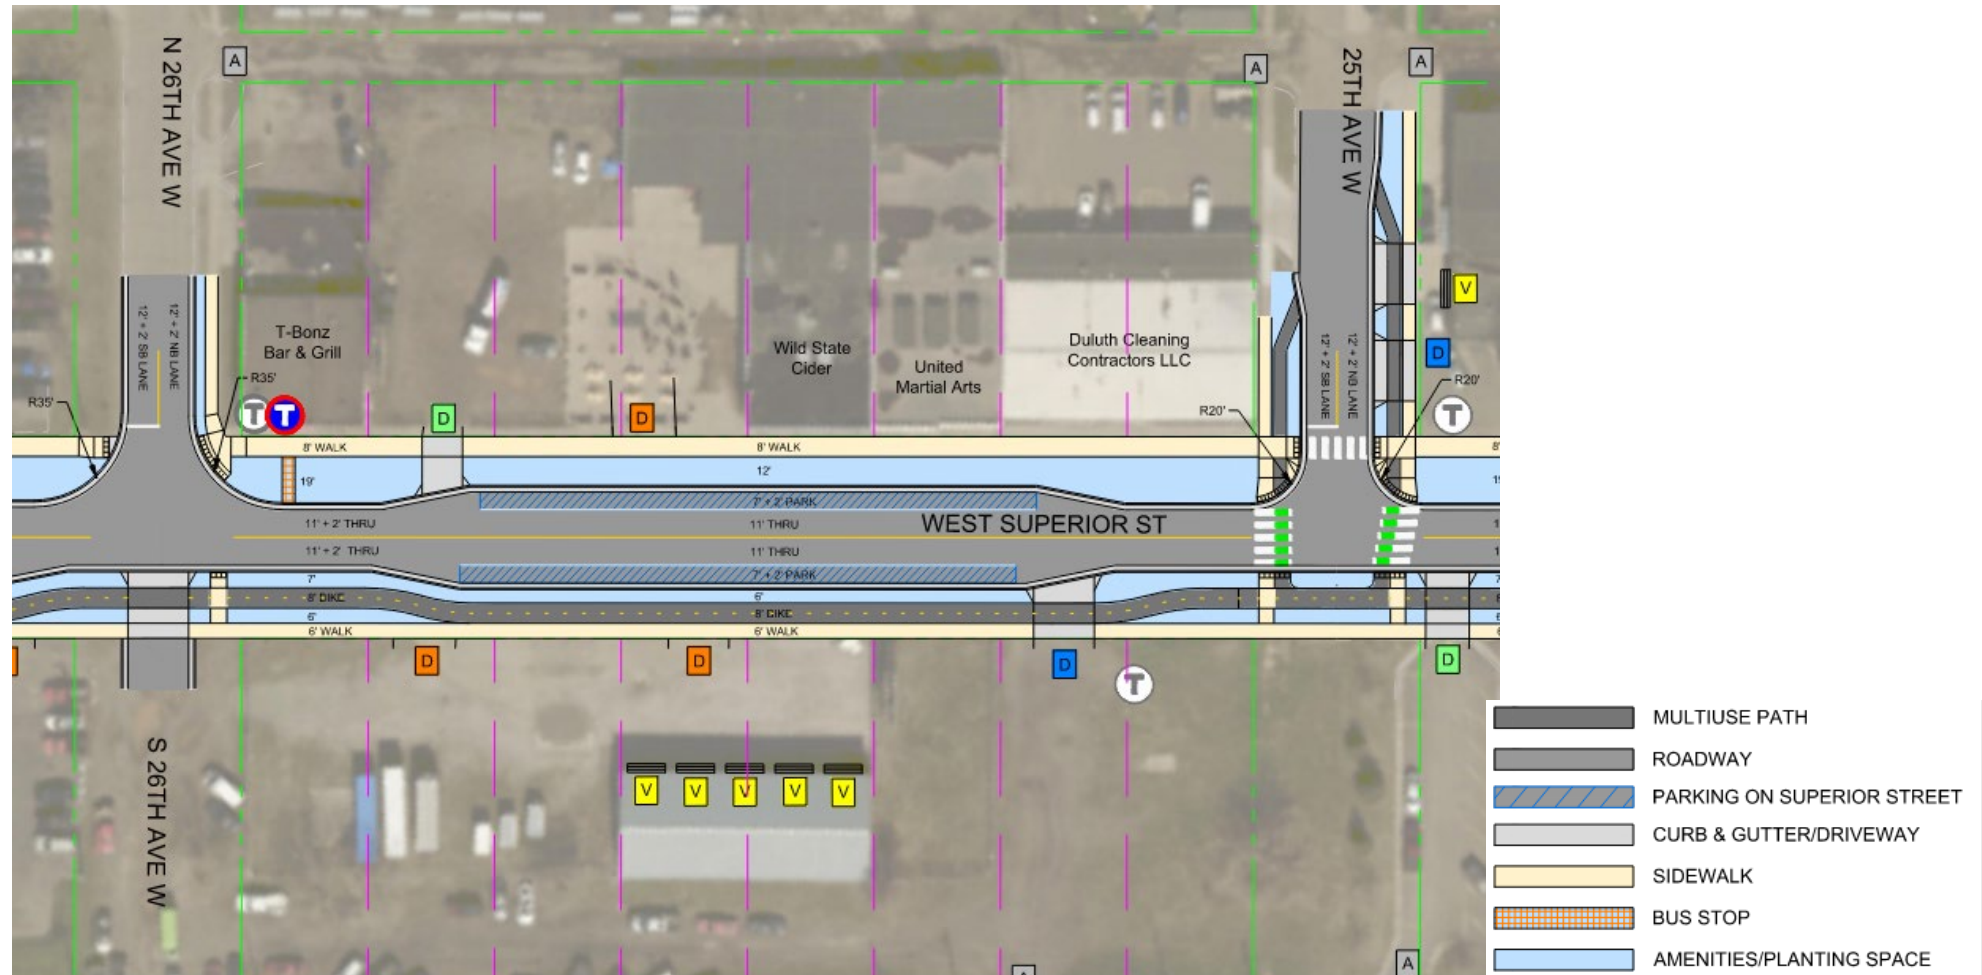 N 26TH AVE W
A
A
25TH AVE W
A
12' + 2' SB LANE
12' + 2' NB LANE
T-Bonz
Bar & Grill
R35'
R35'
T
T
D
D
Wild State
Cider
United
Martial Arts
Duluth Cleaning
Contractors LLC
12' + 2' SB LANE
12' + 2' NB LANE
V
D
R20'
R20'
T
8' WALK
8' WALK
8'
19'
12'
7' + 2' PARK
11' + 2' THRU
11' THRU
WEST SUPERIOR ST
11' + 2' THRU
11' THRU
7'
7' + 2' PARK
6'
8' BIKE
8' BIKE
6'
6' WALK
6' WALK
D
D
D
T
D
S 26TH AVE W
V
V
V
V
V
A
A
MULTIUSE PATH
ROADWAY
PARKING ON SUPERIOR STREET
CURB & GUTTER/DRIVEWAY
SIDEWALK
BUS STOP
AMENITIES/PLANTING SPACE